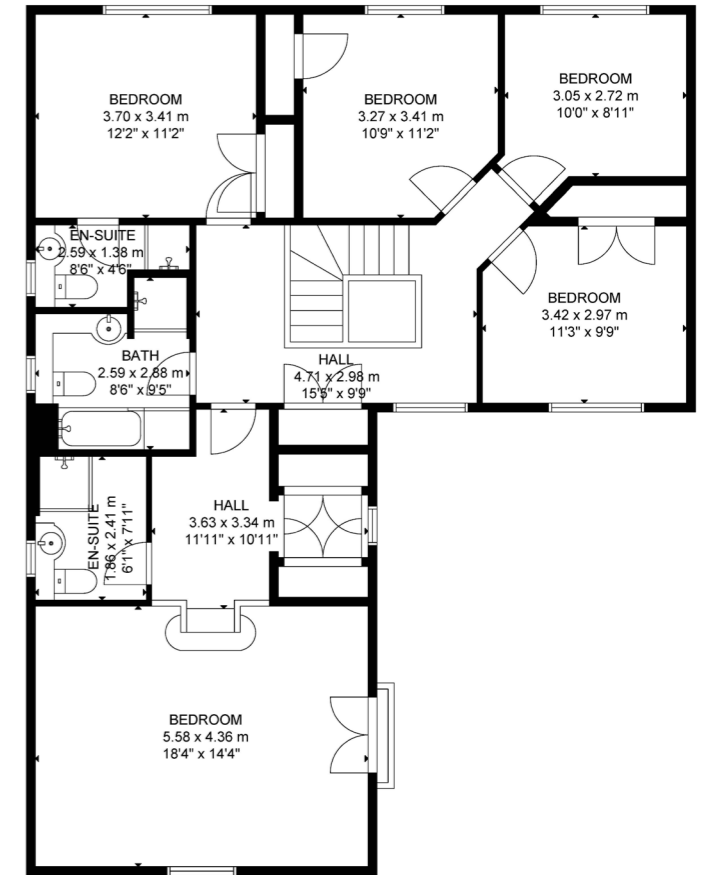 BEDROOM
3.70 x 3.41 m
12'2" x 11'2"
BEDROOM
3.27 x 3.41 m
10'9" x 11'2"
BEDROOM
3.05 x 2.72 m
10'0" x 8'11"
EN-SUITE
2.59 x 1.38 m
8'6" x 4'6"
BEDROOM
3.42 x 2.97 m
11'3" x 9'9"
BATH
2.59 x 2.88 m
8'6" x 9'5"
HALL
4.71 x 2.98 m
15'5" x 9'9"
EN-SUITE
1.86 x 2.41 m
6'1" x 7'11"
HALL
3.63 x 3.34 m
11'11" x 10'11"
BEDROOM
5.58 x 4.36 m
18'4" x 14'4"